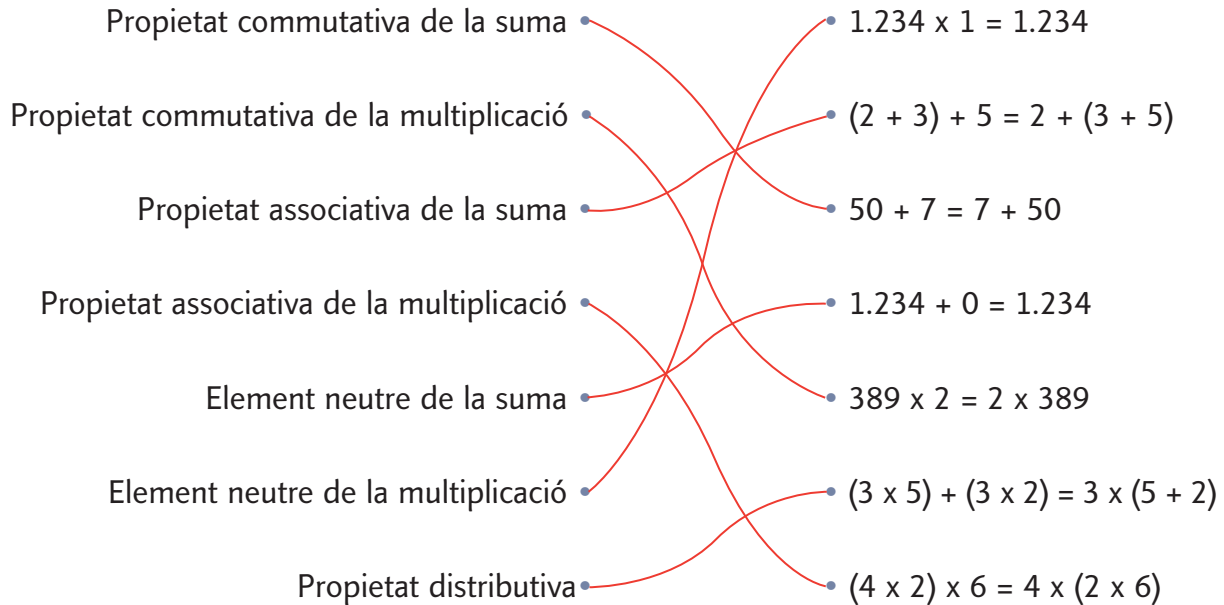 Propietat commutativa de la suma 1.234 x 1 = 1.234
Propietat commutativa de la multiplicació (2 + 3) + 5 = 2 + (3 + 5)
Propietat associativa de la suma 50 + 7 = 7 + 50
Propietat associativa de la multiplicació 1.234 + 0 = 1.234
Element neutre de la suma 389 x 2 = 2 x 389
Element neutre de la multiplicació (3 x 5) + (3 x 2) = 3 x (5 + 2)
Propietat distributiva (4 x 2) x 6 = 4 x (2 x 6)